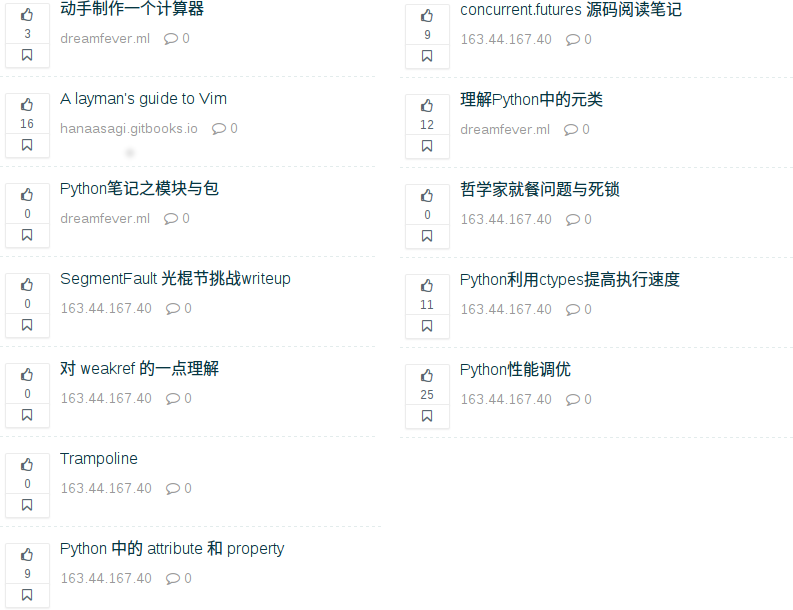 动手制作一个计算器
3
dreamfever.ml 0
A layman's guide to Vim
16
hanaasagi.gitbooks.io 0
Python笔记之模块与包
0
dreamfever.ml 0
SegmentFault 光棍节挑战writeup
0
163.44.167.40 0
对 weakref 的一点理解
0
163.44.167.40 0
Trampoline
0
163.44.167.40 0
Python 中的 attribute 和 property
9
163.44.167.40 0
concurrent.futures 源码阅读笔记
9
163.44.167.40 0
理解Python中的元类
12
dreamfever.ml 0
哲学家就餐问题与死锁
0
163.44.167.40 0
Python利用ctypes提高执行速度
11
163.44.167.40 0
Python性能调优
25
163.44.167.40 0